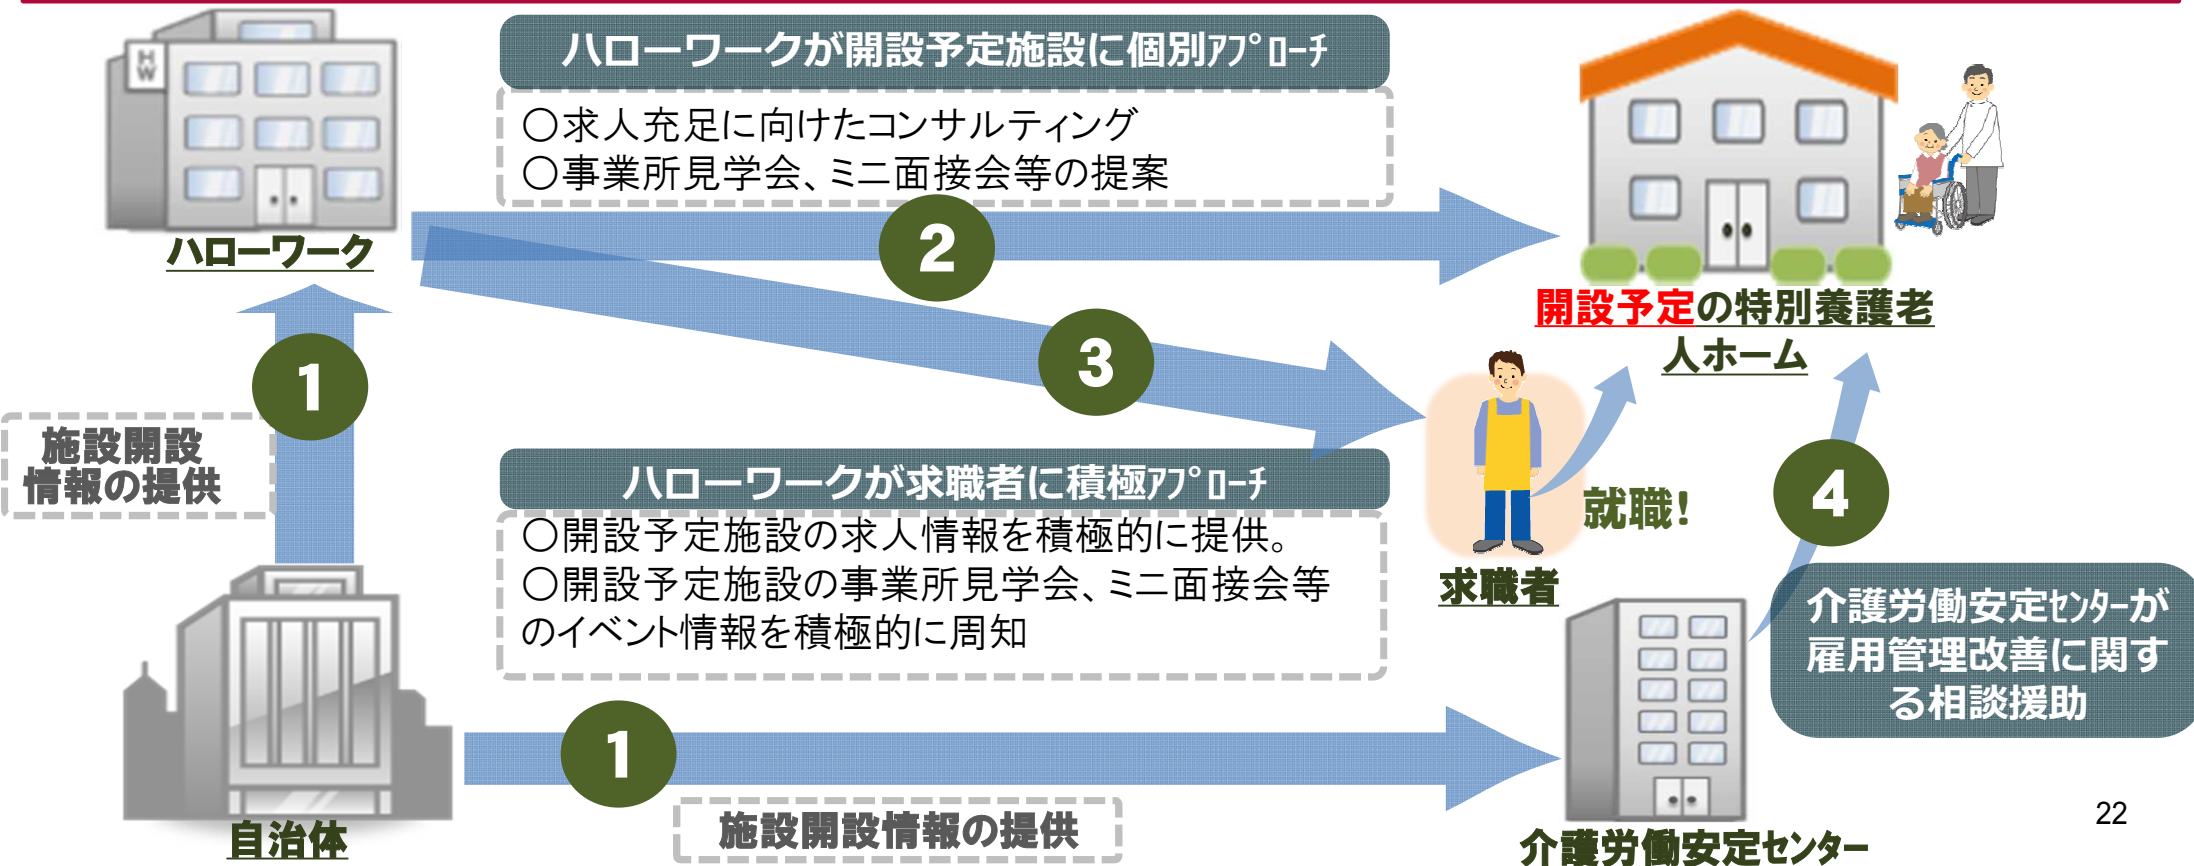 ハローワークが開設予定施設に個別ｱﾌﾟﾛｰﾁ
○求人充足に向けたコンサルティング
○事業所見学会、ミニ面接会等の提案
HW
ハローワーク
2
開設予定の特別養護老
人ホーム
1
3
施設開設
情報の提供
ハローワークが求職者に積極ｱﾌﾟﾛｰﾁ
○開設予定施設の求人情報を積極的に提供。
○開設予定施設の事業所見学会、ミニ面接会等
のイベント情報を積極的に周知
就職！
求職者
4
介護労働安定ｾﾝﾀｰが
雇用管理改善に関す
る相談援助
1
施設開設情報の提供
自治体
介護労働安定センター
22